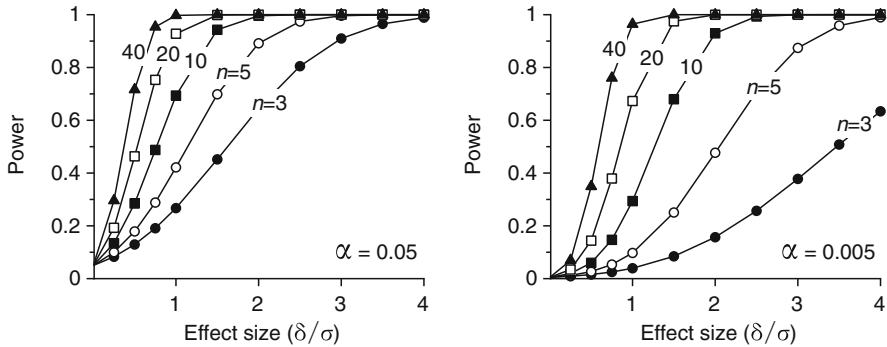 1
0.8
0.6
0.4
0.2
0
Power
40
20
10
n=5
n=3
α = 0.05
1 2 3 4
Effect size (δ/σ)
1
0.8
0.6
0.4
0.2
0
Power
40
20
10
n=5
n=3
α = 0.005
1 2 3 4
Effect size (δ/σ)